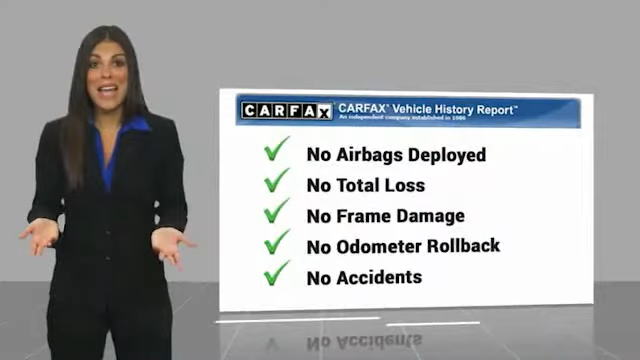 CARFAX CARFAX® Vehicle History Report™
An independent company established in 1986
No Airbags Deployed
No Total Loss
No Frame Damage
No Odometer Rollback
No Accidents